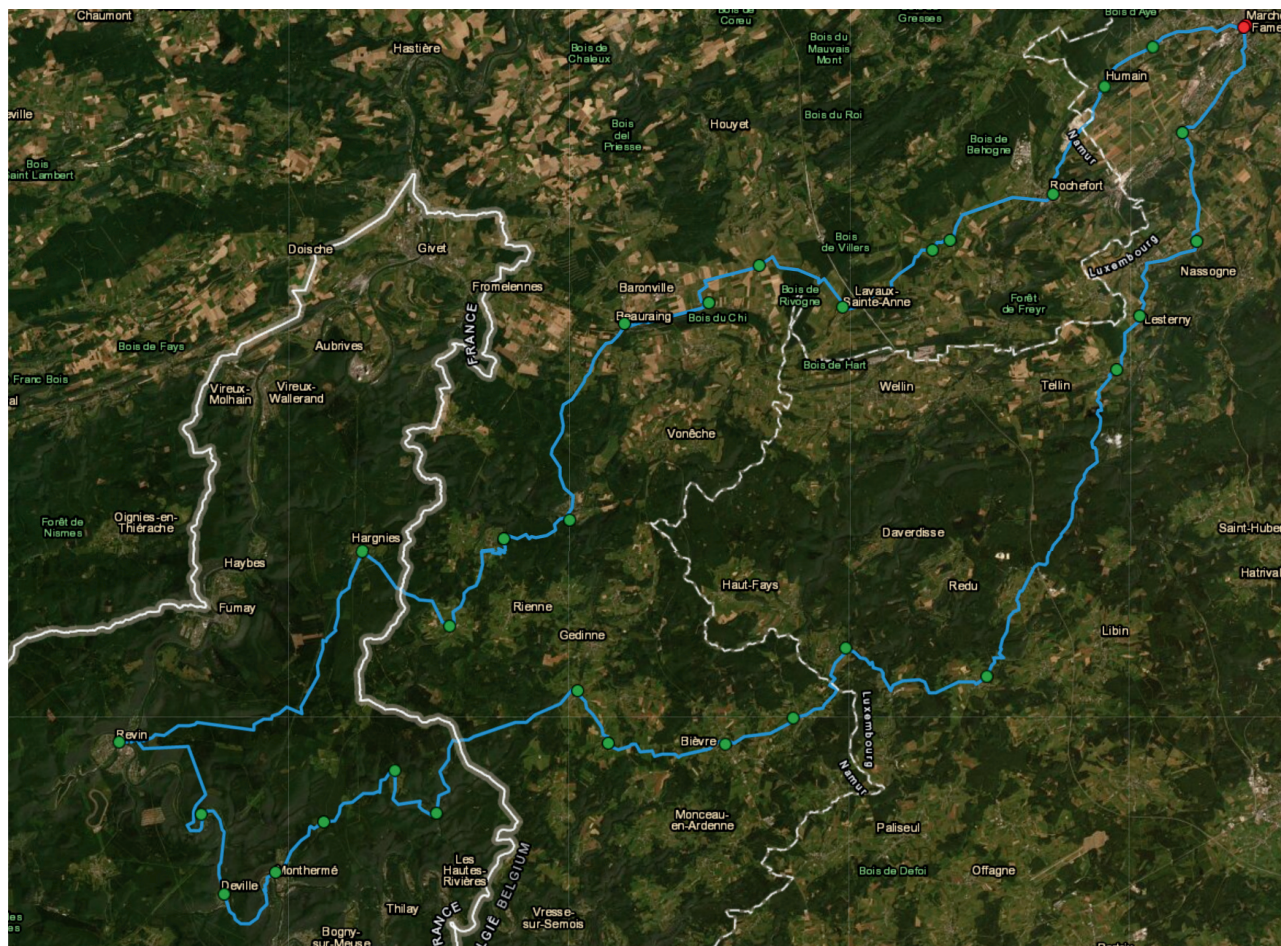 Chaumont
Hastière
Bois de
Coreu
Gresses
Bois d'Aye
Bois de
Chaleux
Bois du
Mauvais
Mont
Humain
eville
Bois
del
Priesse
Houyet
Bois du Roi
Bois de
Behogne
Namur
Bois
Saint Lambert
Rochefort
Doische
Givet
Bois
de Villers
Luxembourg
Nassogne
Fromelennes
Baronville
Bois de
Rivogne
Lavaux-
Sainte-Anne
Forêt
de Freyr
Beauraing
Bois du Chi
Lesterny
FRANCE
Bois de Fays
Aubrives
Franc Bois
al
Vireux-
Molhain
Vireux-
Wallerand
Bois de Hart
Wellin
Tellin
Vonêche
Forêt de
Nismes
Oignies-en-
Thiérache
Hargnies
Daverdisse
Haybes
Fumay
Rienne
Haut-Fays
Redu
Hatrival
Gedinne
Libin
Revin
Bièvre
Luxembourg
Namur
Monceau-
en-Ardenne
Paliseul
Deville
Monthermé
Les
Hautes-
Rivières
Bois de Defoi
Offagne
Thilay
Vresse-
sur-Semois
Bogny-
sur-Meuse
BELGIUM